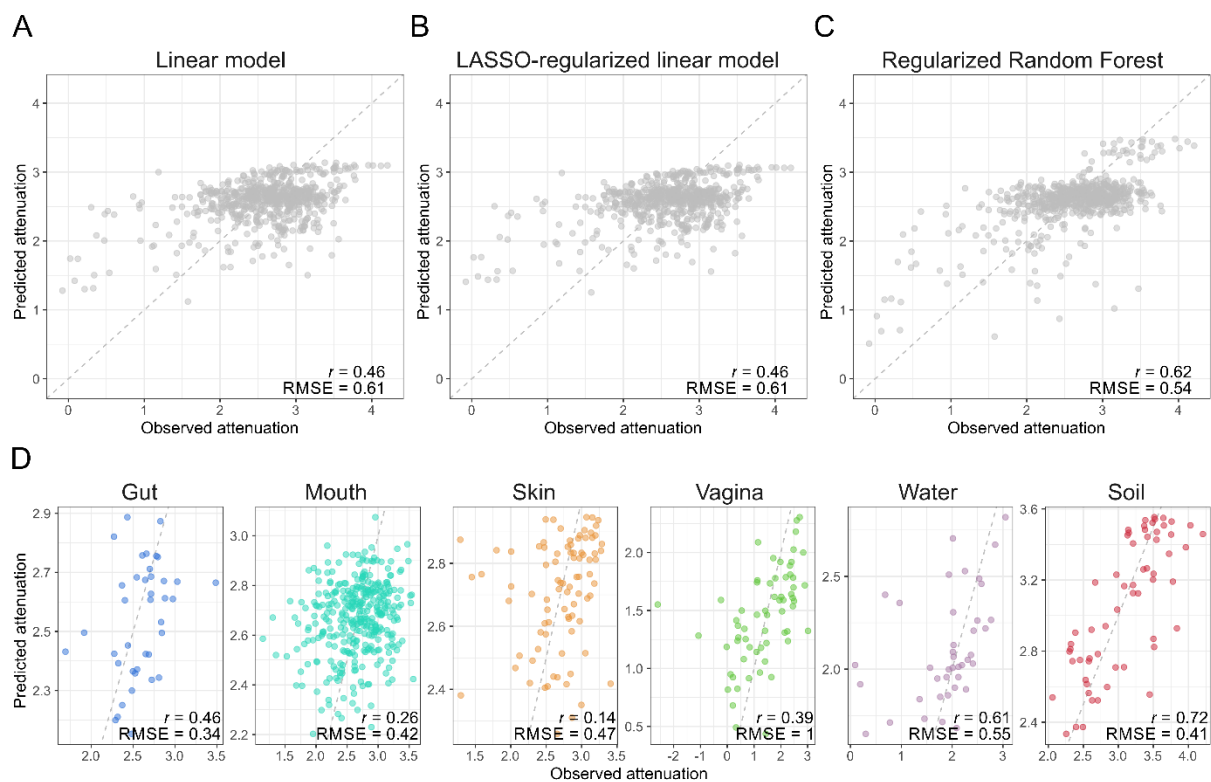 A
B
C
Linear model
LASSO-regularized linear model
Regularized Random Forest
Predicted attenuation
4
3
2
1
0
r = 0.46
RMSE = 0.61
0 1 2 3 4
Observed attenuation
Predicted attenuation
4
3
2
1
0
r = 0.46
RMSE = 0.61
0 1 2 3 4
Observed attenuation
Predicted attenuation
4
3
2
1
0
r = 0.62
RMSE = 0.54
0 1 2 3 4
Observed attenuation
D
Gut
Mouth
Skin
Vagina
Water
Soil
Predicted attenuation
2.9
2.7
2.5
2.3
r = 0.46
RMSE = 0.34
2.0 2.5 3.0 3.5
3.0
2.8
2.6
2.4
2.2
r = 0.26
RMSE = 0.42
1.5 2.0 2.5 3.0 3.5
2.8
2.6
2.4
r = 0.14
RMSE = 0.47
1.5 2.0 2.5 3.0 3.5
2.0
1.5
1.0
0.5
r = 0.39
RMSE = 1
-2 -1 0 1 2 3
2.5
2.0
r = 0.61
RMSE = 0.55
0 1 2 3
3.6
3.2
2.8
2.4
r = 0.72
RMSE = 0.41
2.0 2.5 3.0 3.5 4.0
Observed attenuation